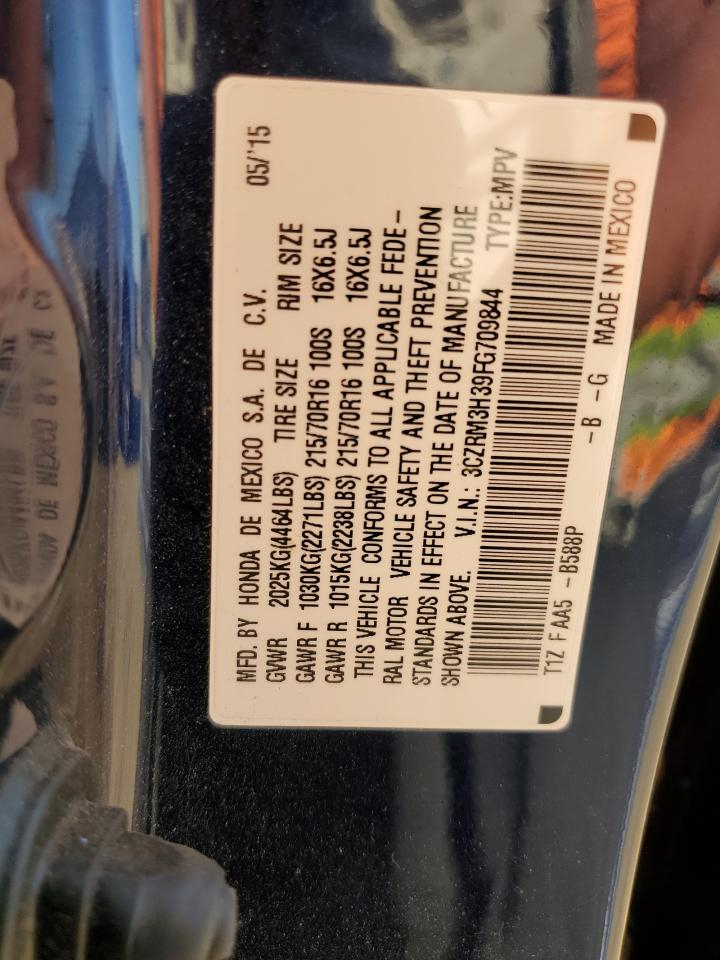 MFD. BY HONDA DE MEXICO S.A. DE C.V. 05/'15
GVWR 2025KG(4464LBS) TIRE SIZE RIM SIZE
GAWR F 1030KG(2271LBS) 215/70R16 100S 16X6.5J
GAWR R 1015KG(2238LBS) 215/70R16 100S 16X6.5J
THIS VEHICLE CONFORMS TO ALL APPLICABLE FEDE-
RAL MOTOR VEHICLE SAFETY AND THEFT PREVENTION
STANDARDS IN EFFECT ON THE DATE OF MANUFACTURE
SHOWN ABOVE. V.I.N.: 3CZRM3H39FG709844 TYPE:MPV
T1Z F AA5 -B588P -B -G MADE IN MEXICO